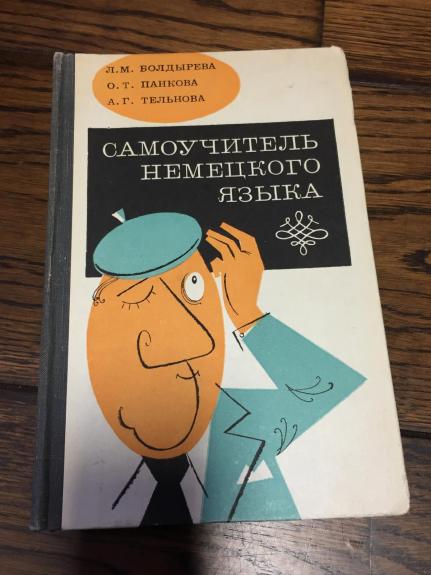 Л. М. БОЛДЫРЕВА
О. Т. ПАНКОВА
А. Г. ТЕЛЬНОВА
САМОУЧИТЕЛЬ
НЕМЕЦКОГО
ЯЗЫКА